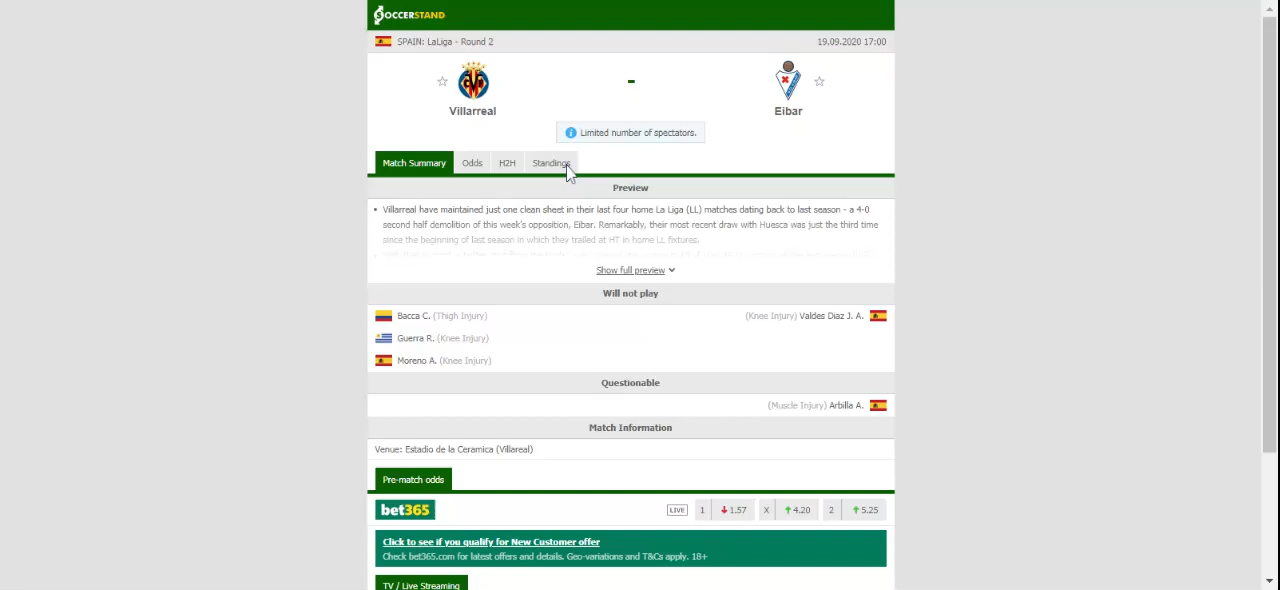 SOCCERSTAND
SPAIN: LaLiga - Round 2 19.09.2020 17:00
-
Villarreal Eibar
Limited number of spectators.
Match Summary Odds H2H Standings
Preview
Villarreal have maintained just one clean sheet in their last four home La Liga (LL) matches dating back to last season - a 4-0
second half demolition of this week's opposition, Eibar. Remarkably, their most recent draw with Huesca was just the third time
since the beginning of last season in which they trailed at HT in home LL fixtures.
Show full preview
Will not play
Bacca C. (Thigh Injury) (Knee Injury) Valdes Diaz J. A.
Guerra R. (Knee Injury)
Moreno A. (Knee Injury)
Questionable
(Muscle Injury) Arbilla A.
Match Information
Venue: Estadio de la Ceramica (Villareal)
Pre-match odds
bet365 LIVE 1 1.57 X 4.20 2 5.25
Click to see if you qualify for New Customer offer
Check bet365.com for latest offers and details. Geo-variations and T&Cs apply. 18+
TV / Live Streaming